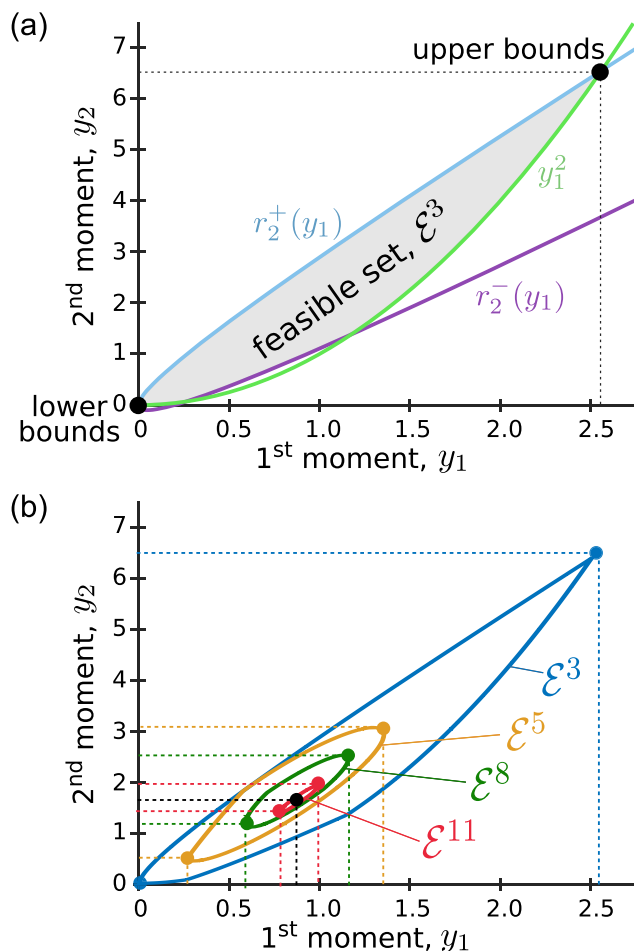 (a)
7
6
5
4
3
2
1
0
2nd moment, y₂
upper bounds
y₁²
r₂⁺(y₁)
feasible set, ℰ³
r₂⁻(y₁)
lower
bounds
0.5
1.0
1.5
2.0
2.5
1st moment, y₁
(b)
7
6
5
4
3
2
1
0
2nd moment, y₂
ℰ³
ℰ⁵
ℰ⁸
ℰ¹¹
0
0.5
1.0
1.5
2.0
2.5
1st moment, y₁